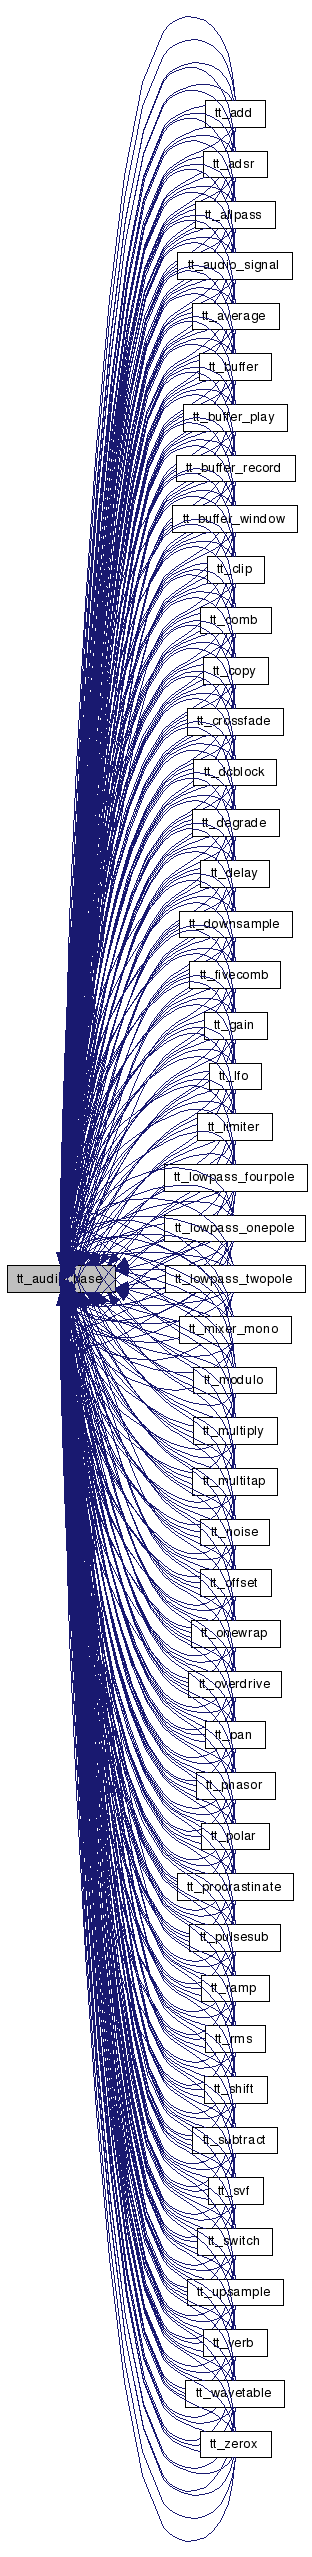 tt_add
tt_adsr
tt_allpass
tt_audio_signal
tt_average
tt_buffer
tt_buffer_play
tt_buffer_record
tt_buffer_window
tt_clip
tt_comb
tt_copy
tt_crossfade
tt_dcblock
tt_degrade
tt_delay
tt_downsample
tt_fivecomb
tt_gain
tt_lfo
tt_limiter
tt_lowpass_fourpole
tt_lowpass_onepole
tt_audio_base
tt_lowpass_twopole
tt_mixer_mono
tt_modulo
tt_multiply
tt_multitap
tt_noise
tt_offset
tt_onewrap
tt_overdrive
tt_pan
tt_phasor
tt_polar
tt_procrastinate
tt_pulsesub
tt_ramp
tt_rms
tt_shift
tt_subtract
tt_svf
tt_switch
tt_upsample
tt_verb
tt_wavetable
tt_zerox